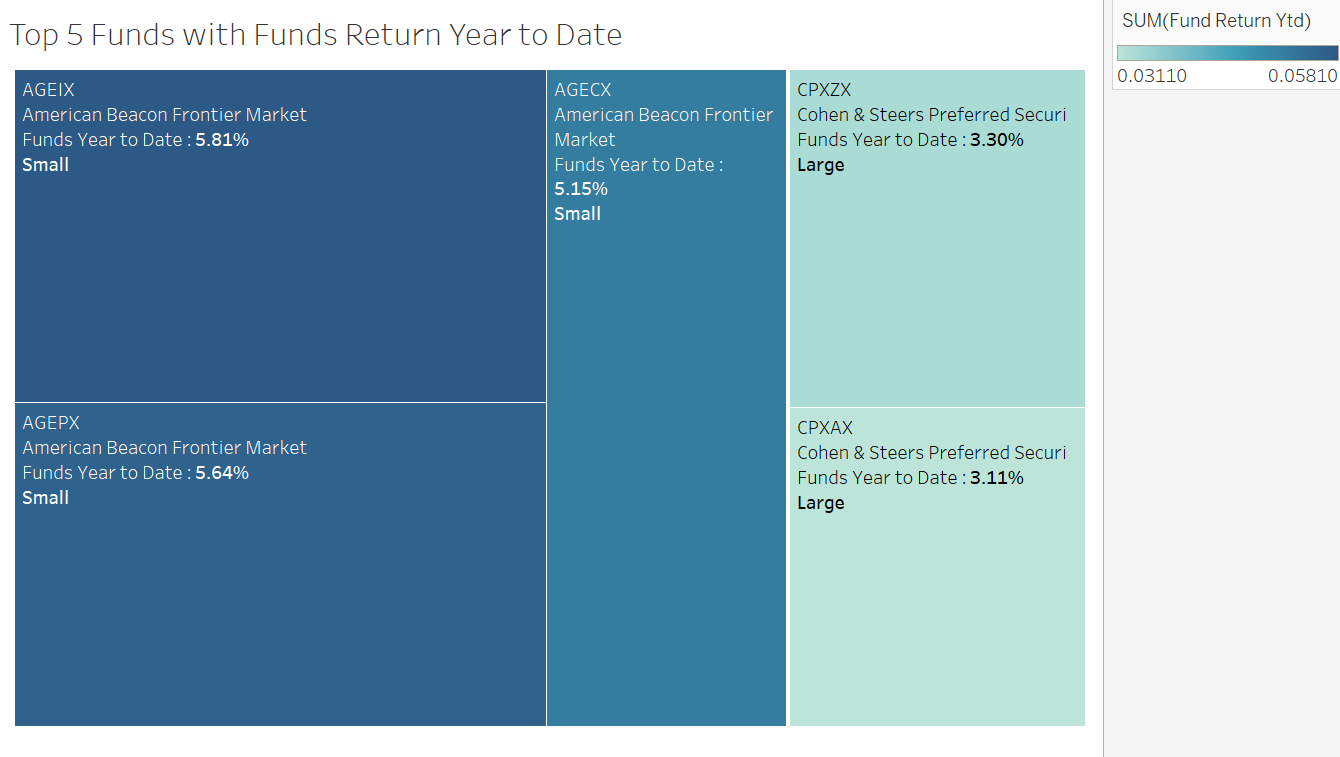 Top 5 Funds with Funds Return Year to Date
AGEIX
American Beacon Frontier Market
Funds Year to Date : 5.81%
Small
AGEPX
American Beacon Frontier Market
Funds Year to Date : 5.64%
Small
AGECX
American Beacon Frontier
Market
Funds Year to Date :
5.15%
Small
CPXZX
Cohen & Steers Preferred Securi
Funds Year to Date : 3.30%
Large
CPXAX
Cohen & Steers Preferred Securi
Funds Year to Date : 3.11%
Large
SUM(Fund Return Ytd)
0.03110 0.05810